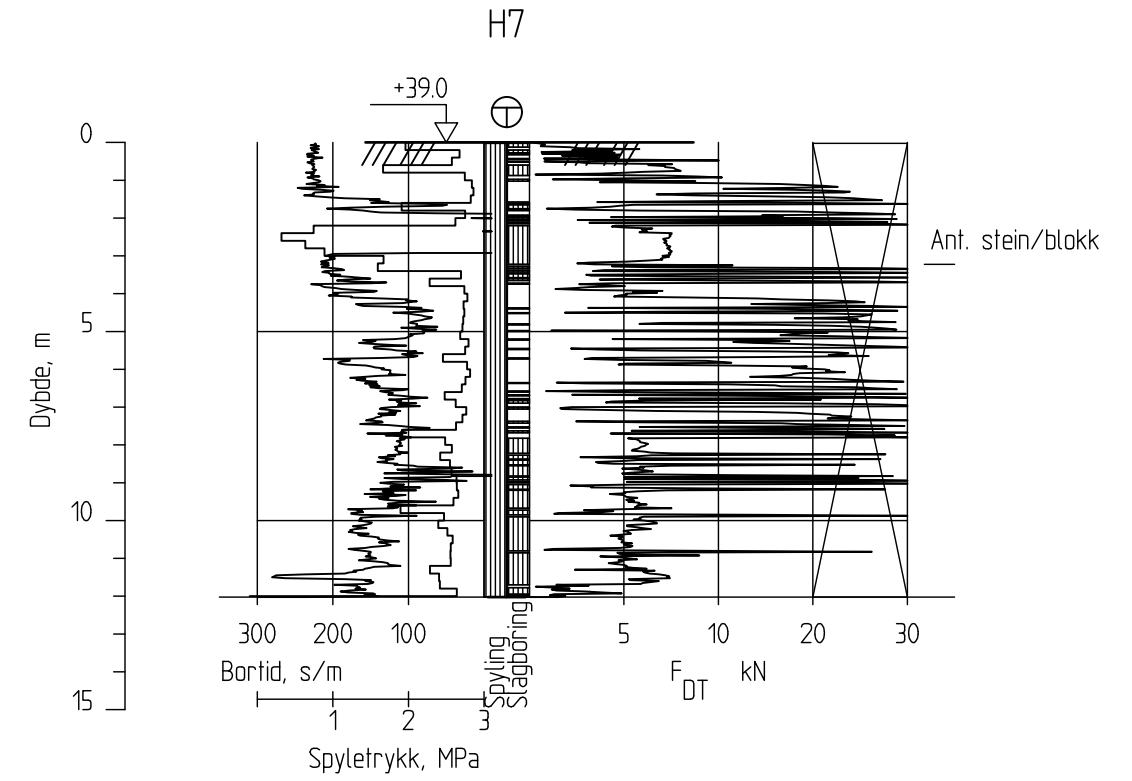 H7
+39.0
0
Ant. stein/blokk
5
Dybde, m
10
300 200 100 5 10 20 30
Bortid, s/m
Spyling
Slagboring
F DT kN
15
1 2 3
Spyletrykk, MPa